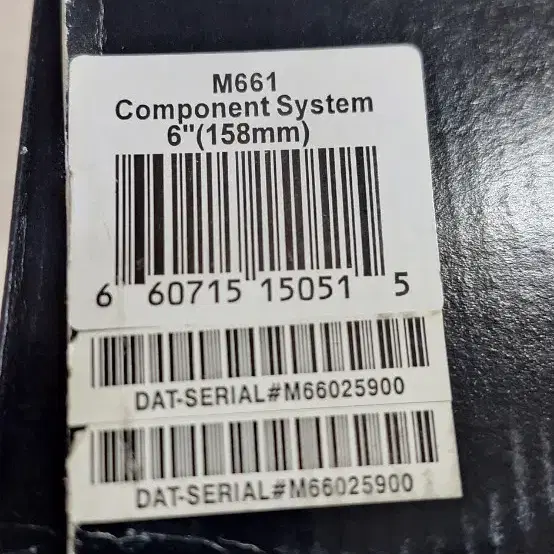 M661
Component System
6"(158mm)
6 60715 15051 5
DAT-SERIAL#M66025900
DAT-SERIAL#M66025900